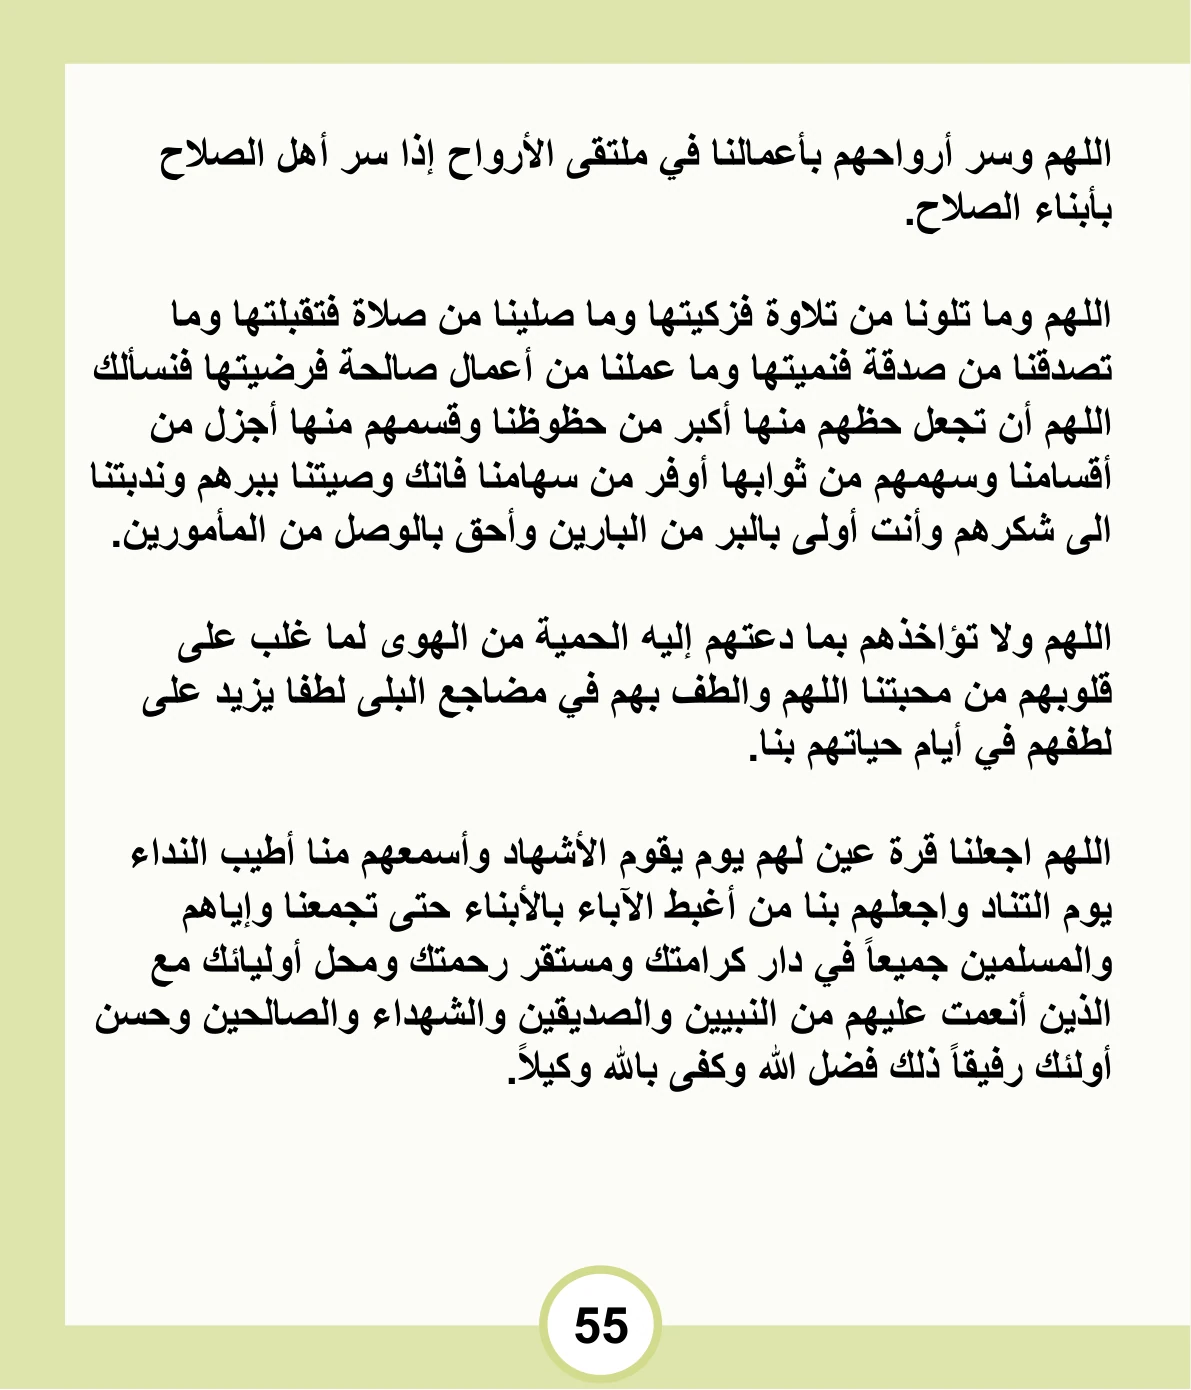 اللهم وسر أرواحهم بأعمالنا في ملتقى الأرواح إذا سر أهل الصلاح
بأبناء الصلاح.
اللهم وما تلونا من تلاوة فزكيتها وما صلينا من صلاة فتقبلتها وما
تصدقنا من صدقة فنميتها وما عملنا من أعمال صالحة فرضيتها فنسألك
اللهم أن تجعل حظهم منها أكبر من حظوظنا وقسمهم منها أجزل من
أقسامنا وسهمهم من ثوابها أوفر من سهامنا فانك وصيتنا ببرهم وندبتنا
الى شكرهم وأنت أولى بالبر من البارين وأحق بالوصل من المأمورين.
اللهم ولا تؤاخذهم بما دعتهم إليه الحمية من الهوى لما غلب على
قلوبهم من محبتنا اللهم والطف بهم في مضاجع البلى لطفا يزيد على
لطفهم في أيام حياتهم بنا.
اللهم اجعلنا قرة عين لهم يوم يقوم الأشهاد وأسمعهم منا أطيب النداء
يوم التناد واجعلهم بنا من أغبط الآباء بالأبناء حتى تجمعنا وإياهم
والمسلمين جميعاً في دار كرامتك ومستقر رحمتك ومحل أوليائك مع
الذين أنعمت عليهم من النبيين والصديقين والشهداء والصالحين وحسن
أولئك رفيقاً ذلك فضل الله وكفى بالله وكيلاً.
55